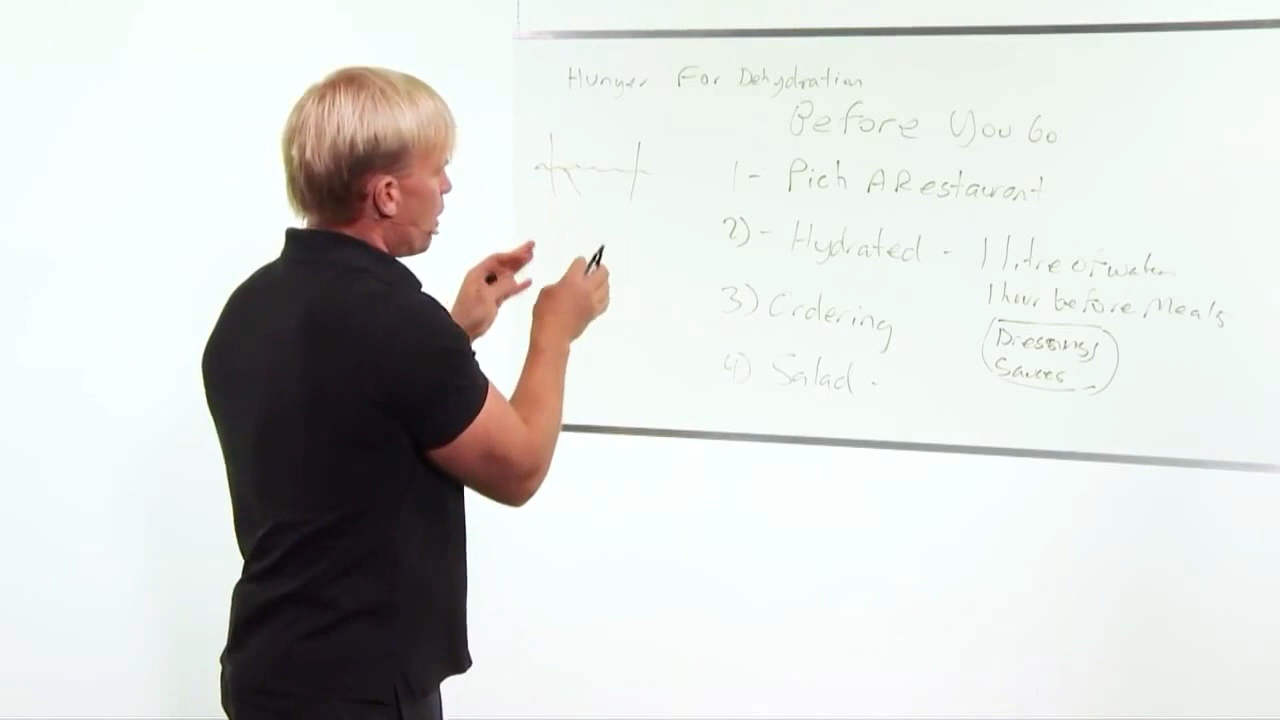 Hunger For Dehydration
Before You Go
1- Pich A Restaurant
2) - Hydrated - 1 litre of water
1 hour before Meals
3) Ordering
Dressings
Sauces
4) Salad -